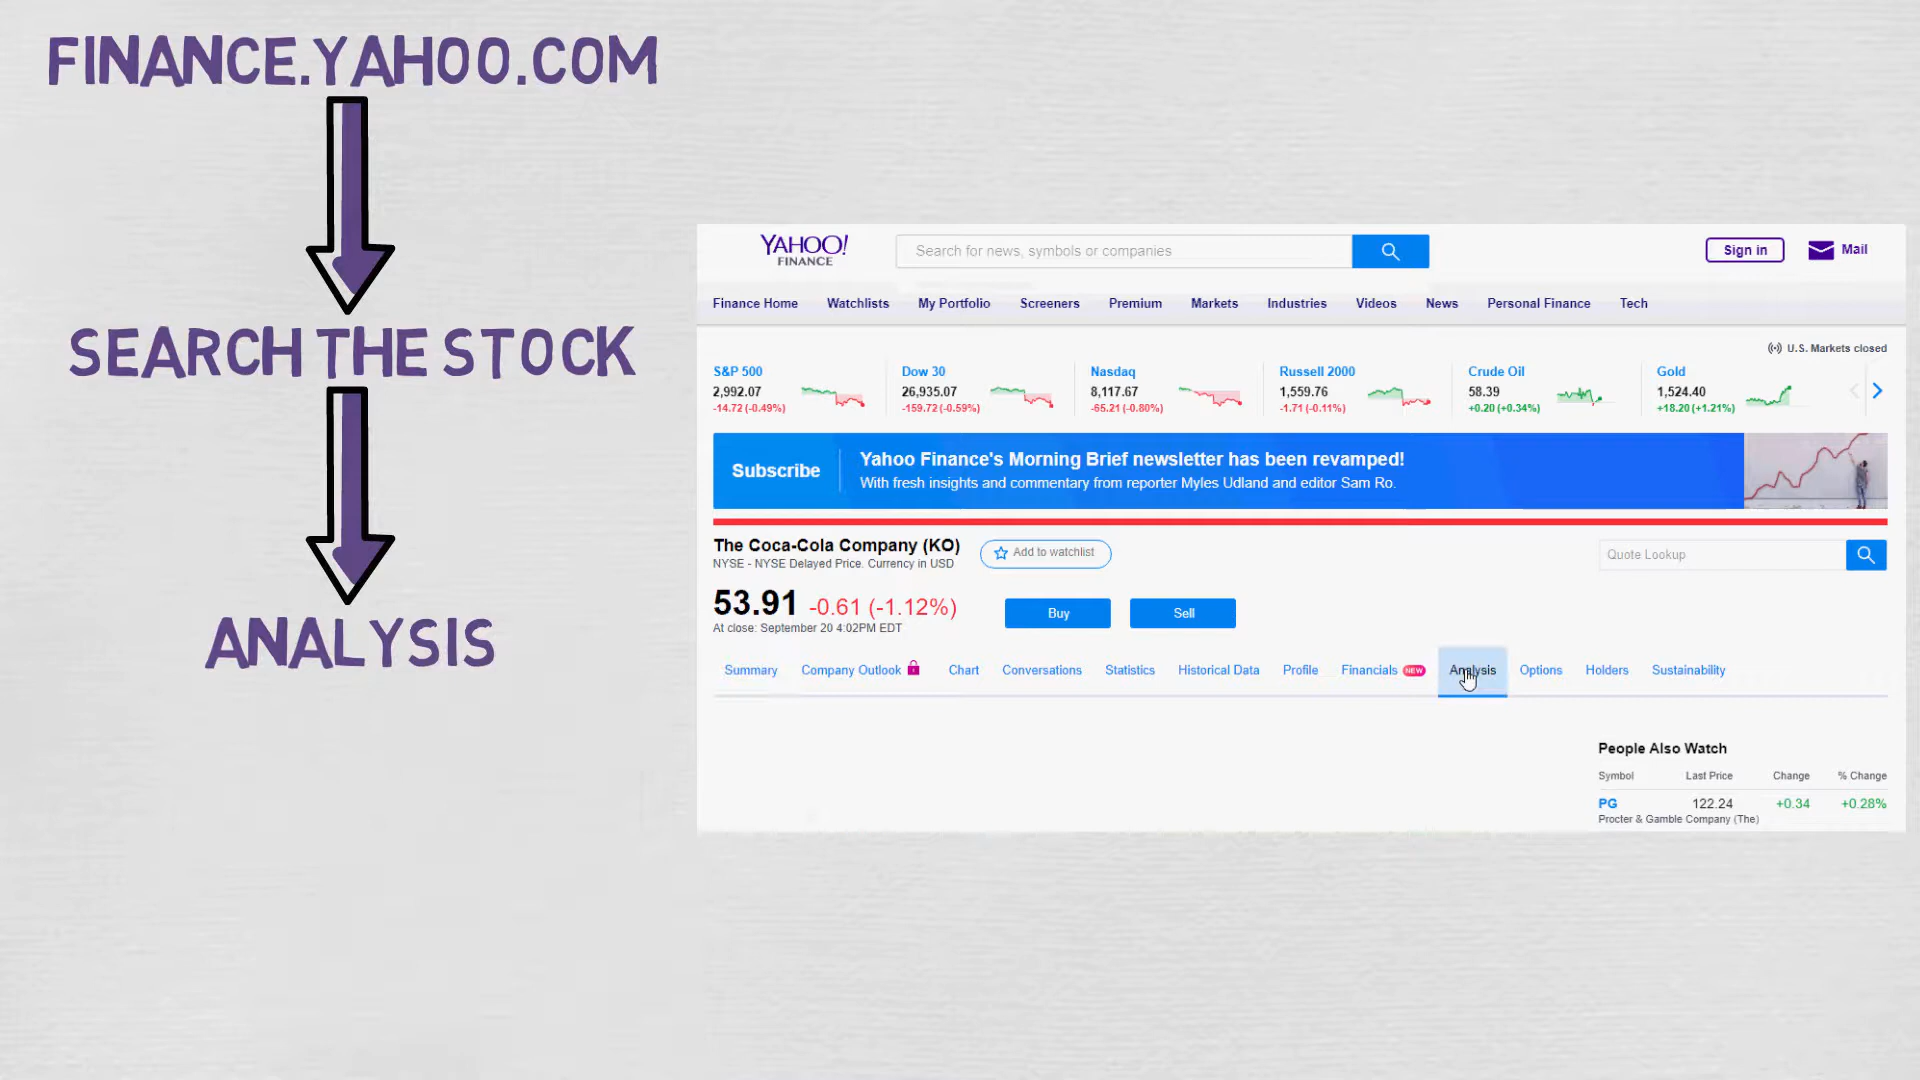 FINANCE.YAHOO.COM
SEARCH THE STOCK
ANALYSIS
YAHOO!
FINANCE
Search for news, symbols or companies
Sign in
Mail
Finance Home Watchlists My Portfolio Screeners Premium Markets Industries Videos News Personal Finance Tech
U.S. Markets closed
S&P 500 Dow 30 Nasdaq Russell 2000 Crude Oil Gold
2,992.07 26,935.07 8,117.67 1,559.76 58.39 1,524.40
-14.72 (-0.49%) -159.72 (-0.59%) -65.21 (-0.80%) -1.71 (-0.11%) +0.20 (+0.34%) +18.20 (+1.21%)
Subscribe
Yahoo Finance's Morning Brief newsletter has been revamped!
With fresh insights and commentary from reporter Myles Udland and editor Sam Ro.
The Coca-Cola Company (KO)
Add to watchlist
Quote Lookup
NYSE - NYSE Delayed Price. Currency in USD
53.91 -0.61 (-1.12%)
Buy
Sell
At close: September 20 4:02PM EDT
Summary Company Outlook Chart Conversations Statistics Historical Data Profile Financials NEW Analysis Options Holders Sustainability
People Also Watch
Symbol Last Price Change % Change
PG 122.24 +0.34 +0.28%
Procter & Gamble Company (The)